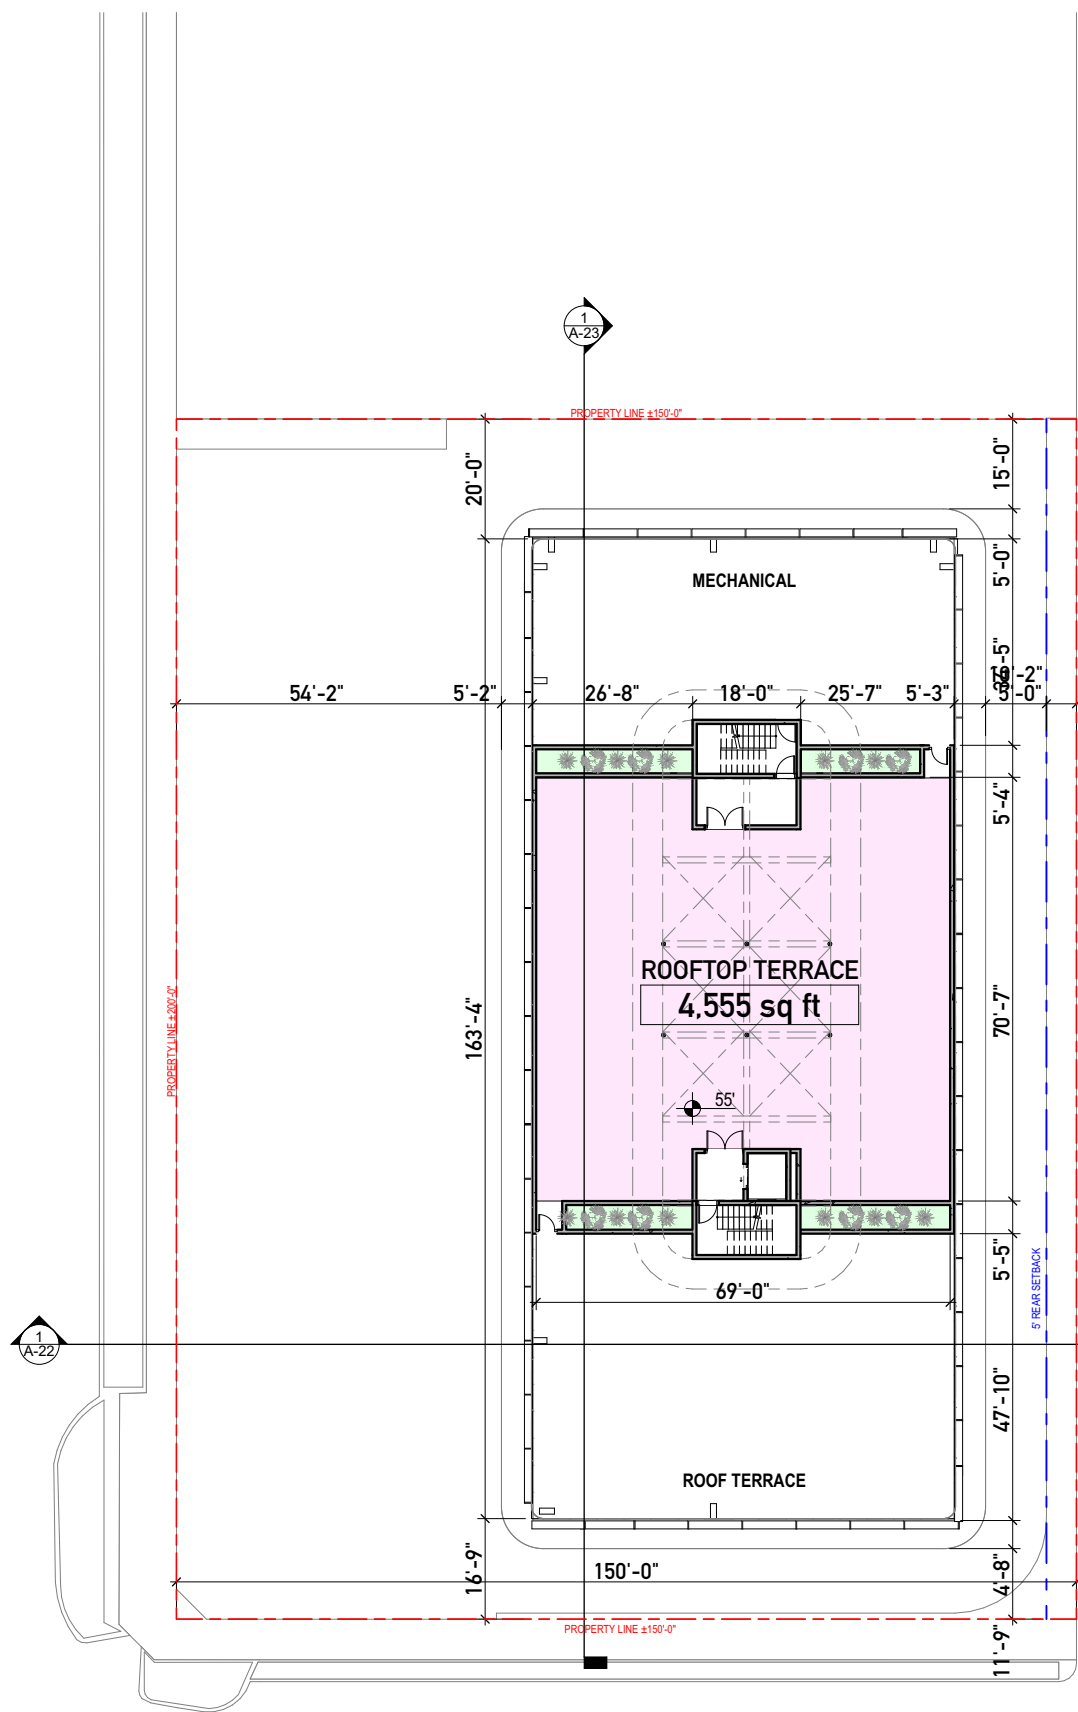 1
A-23
PROPERTY LINE ±150'-0"
20'-0"
15'-0"
MECHANICAL
5'-0"
54'-2"
5'-2"
26'-8"
18'-0"
25'-7"
5'-3"
10'-2"
5'-0"
5'-4"
PROPERTY LINE ±200'-0"
163'-4"
ROOFTOP TERRACE
4,555 sq ft
70'-7"
55'
5'-5"
69'-0"
5' REAR SETBACK
1
A-22
47'-10"
ROOF TERRACE
16'-9"
150'-0"
4'-8"
PROPERTY LINE ±150'-0"
11'-9"